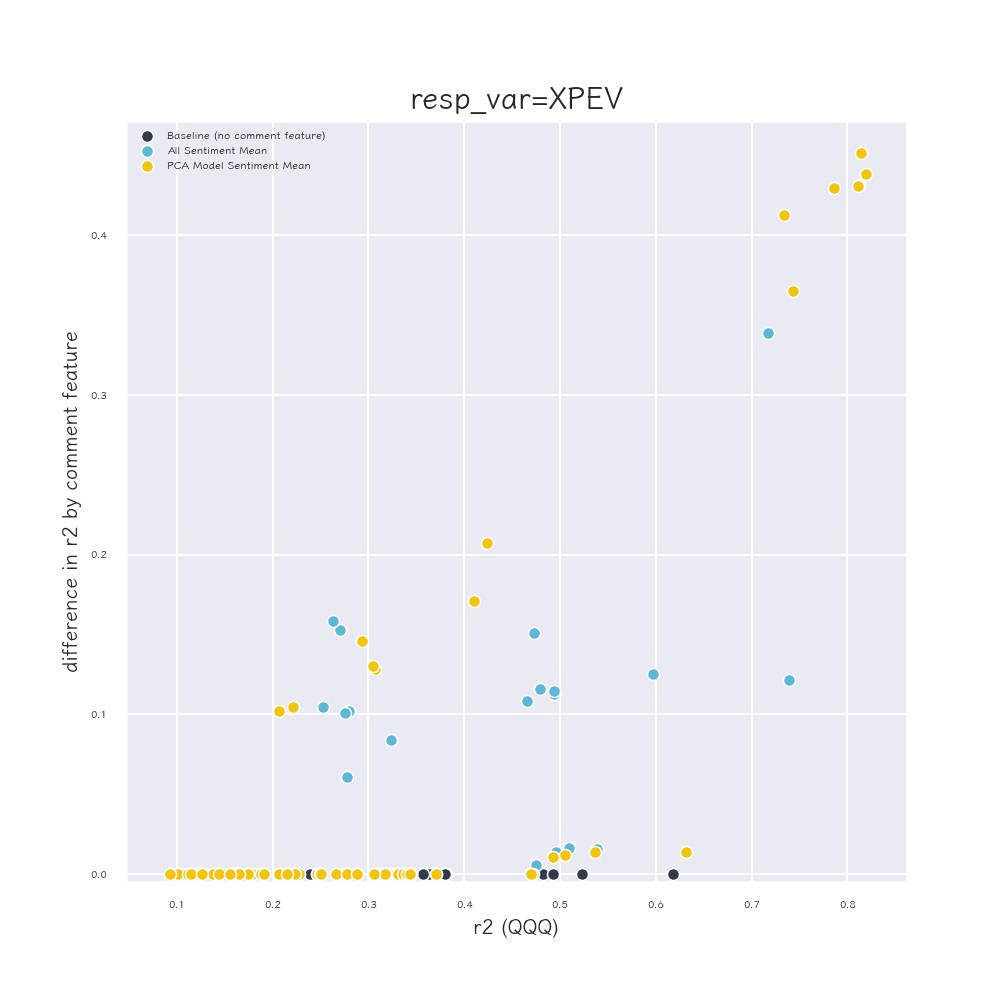 resp_var=XPEV
Baseline (no comment feature)
All Sentiment Mean
PCA Model Sentiment Mean
difference in r2 by comment feature
0.4
0.3
0.2
0.1
0.0
0.1 0.2 0.3 0.4 0.5 0.6 0.7 0.8
r2 (QQQ)